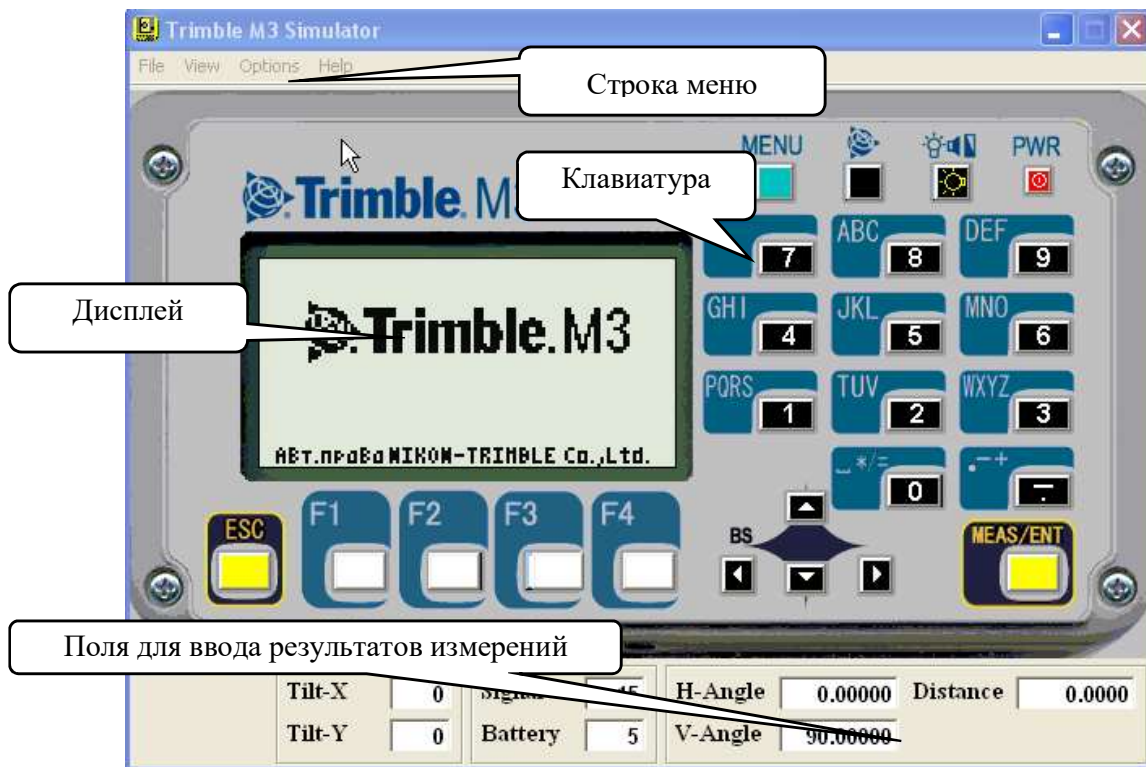 Trimble M3 Simulator
File View Options Help
Строка меню
MENU
PWR
Клавиатура
Trimble. M
7
ABC
8
DEF
9
Дисплей
Trimble. M3
GHI
4
JKL
5
MNO
6
PQRS
1
TUV
2
WXYZ
3
Авт.права NIKON-TRIMBLE Co.,Ltd.
␣*/=
0
.-+
ESC
F1
F2
F3
F4
BS
MEAS/ENT
Поля для ввода результатов измерений
Tilt-X 0
H-Angle 0.00000
Distance 0.0000
Tilt-Y 0
Battery 5
V-Angle 90.00000